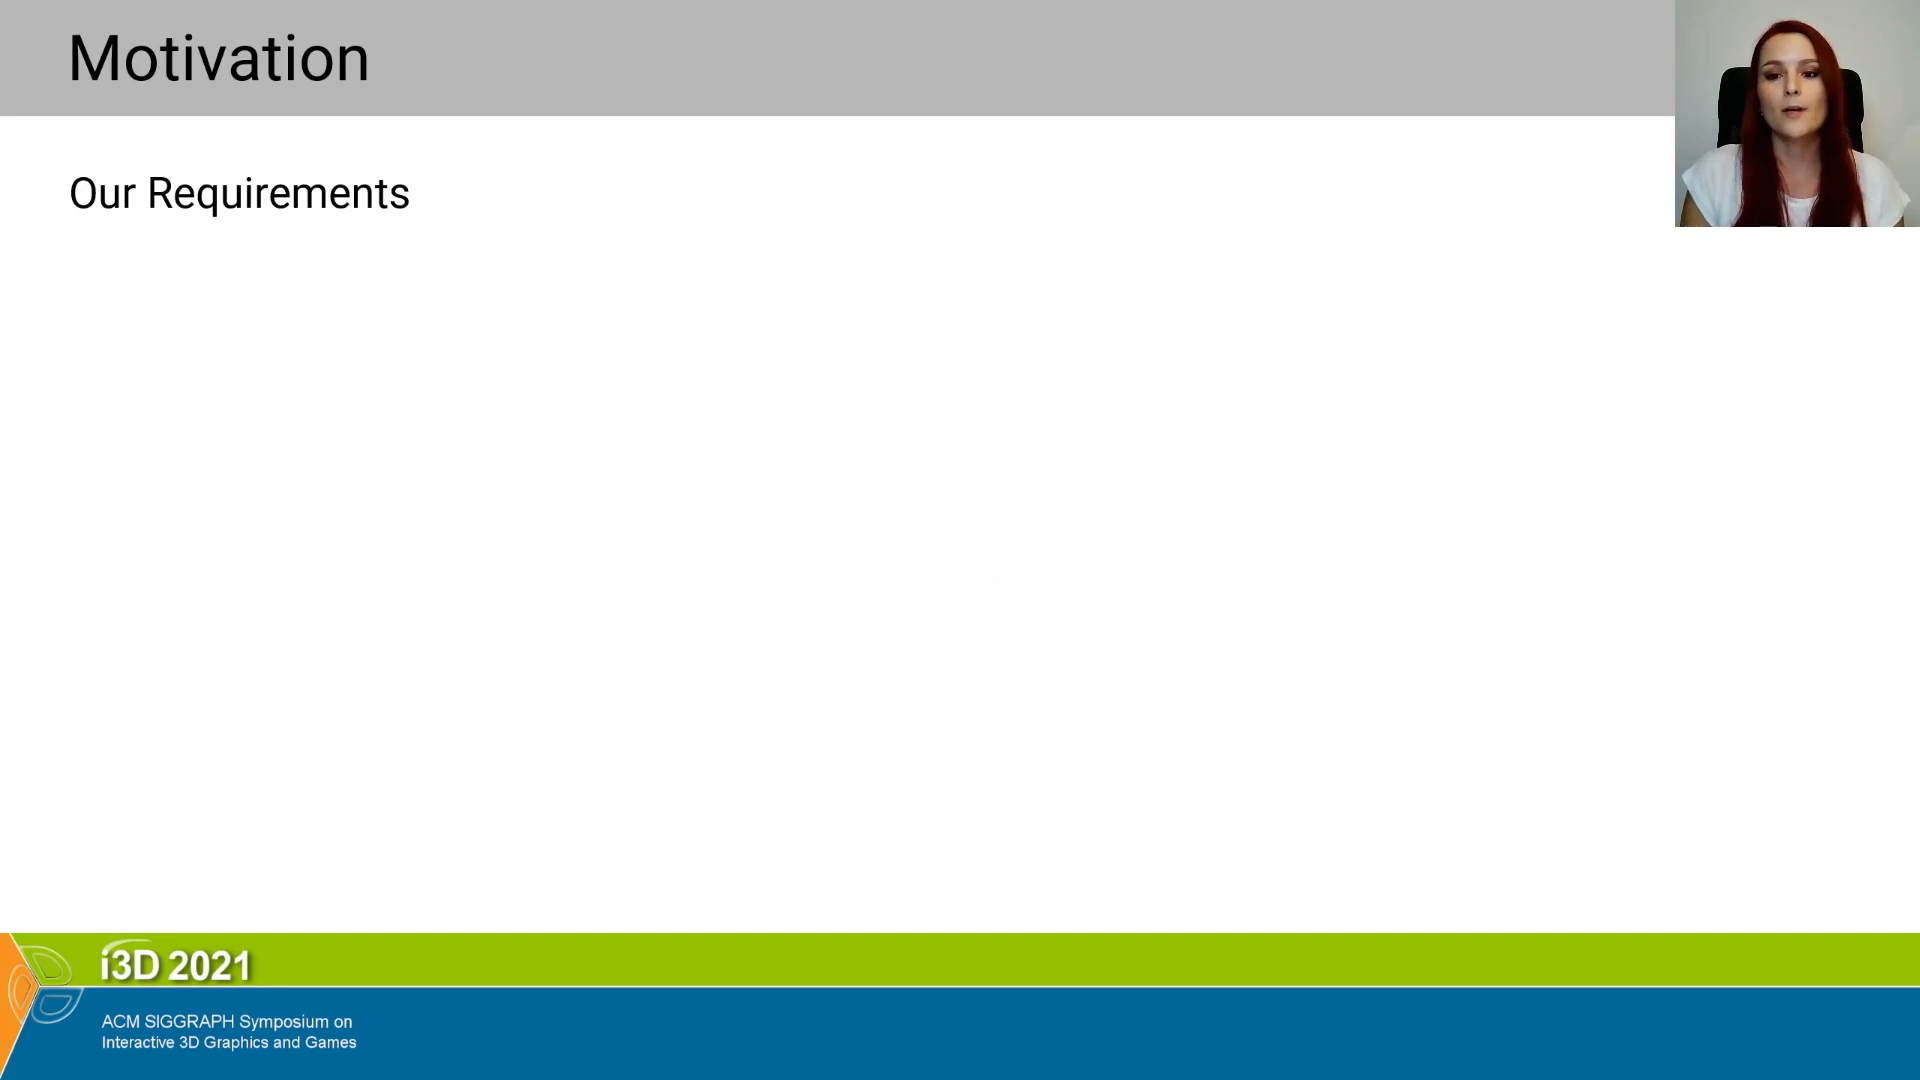 Motivation
Our Requirements
i3D 2021
ACM SIGGRAPH Symposium on
Interactive 3D Graphics and Games